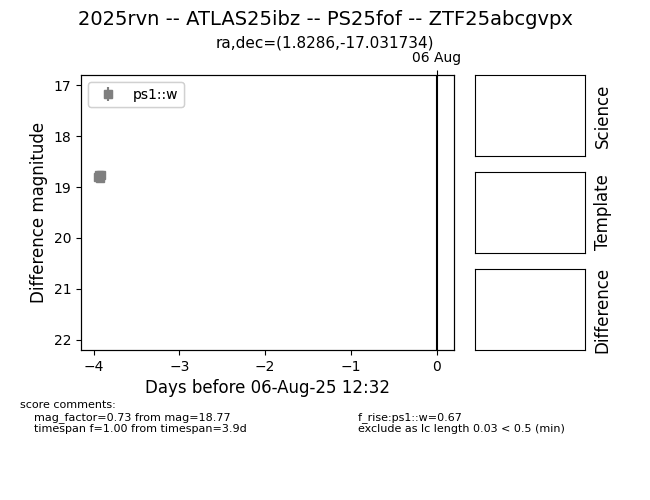 2025rvn -- ATLAS25ibz -- PS25fof -- ZTF25abcgvpx
ra,dec=(1.8286,-17.031734)
06 Aug
ps1::w
17
18
19
20
21
22
Difference magnitude
−4
−3
−2
−1
0
Days before 06-Aug-25 12:32
Science
Template
Difference
score comments:
mag_factor=0.73 from mag=18.77
timespan f=1.00 from timespan=3.9d
f_rise:ps1::w=0.67
exclude as lc length 0.03 < 0.5 (min)